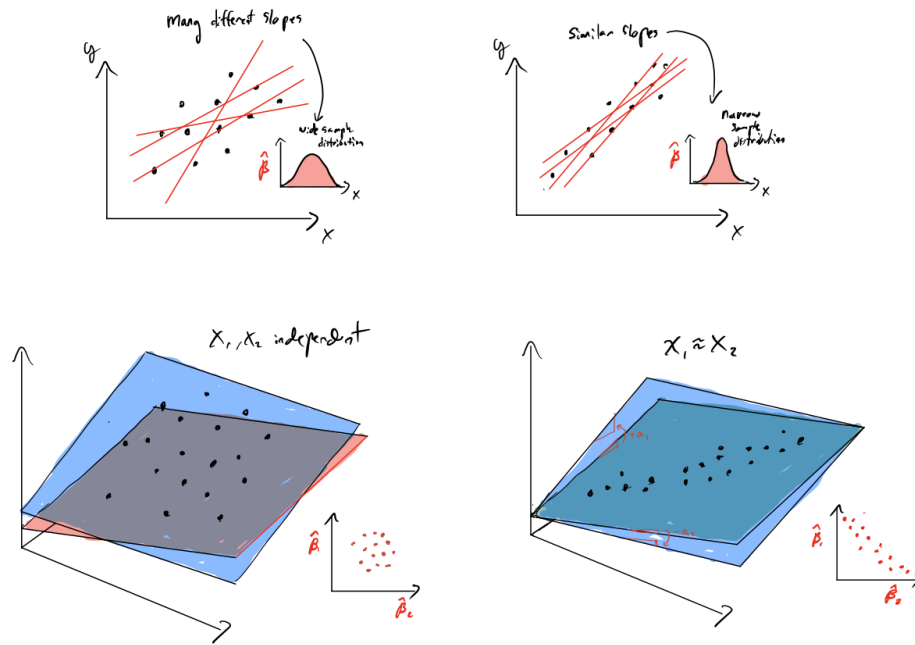 Many different slopes
y
wide sample
distribution
β̂
x
x
Similar slopes
y
narrow
sample
distribution
β̂
x
x
X₁, X₂ independent
β̂₁
β̂₂
X₁ ≈ X₂
β̂₁
β̂₂